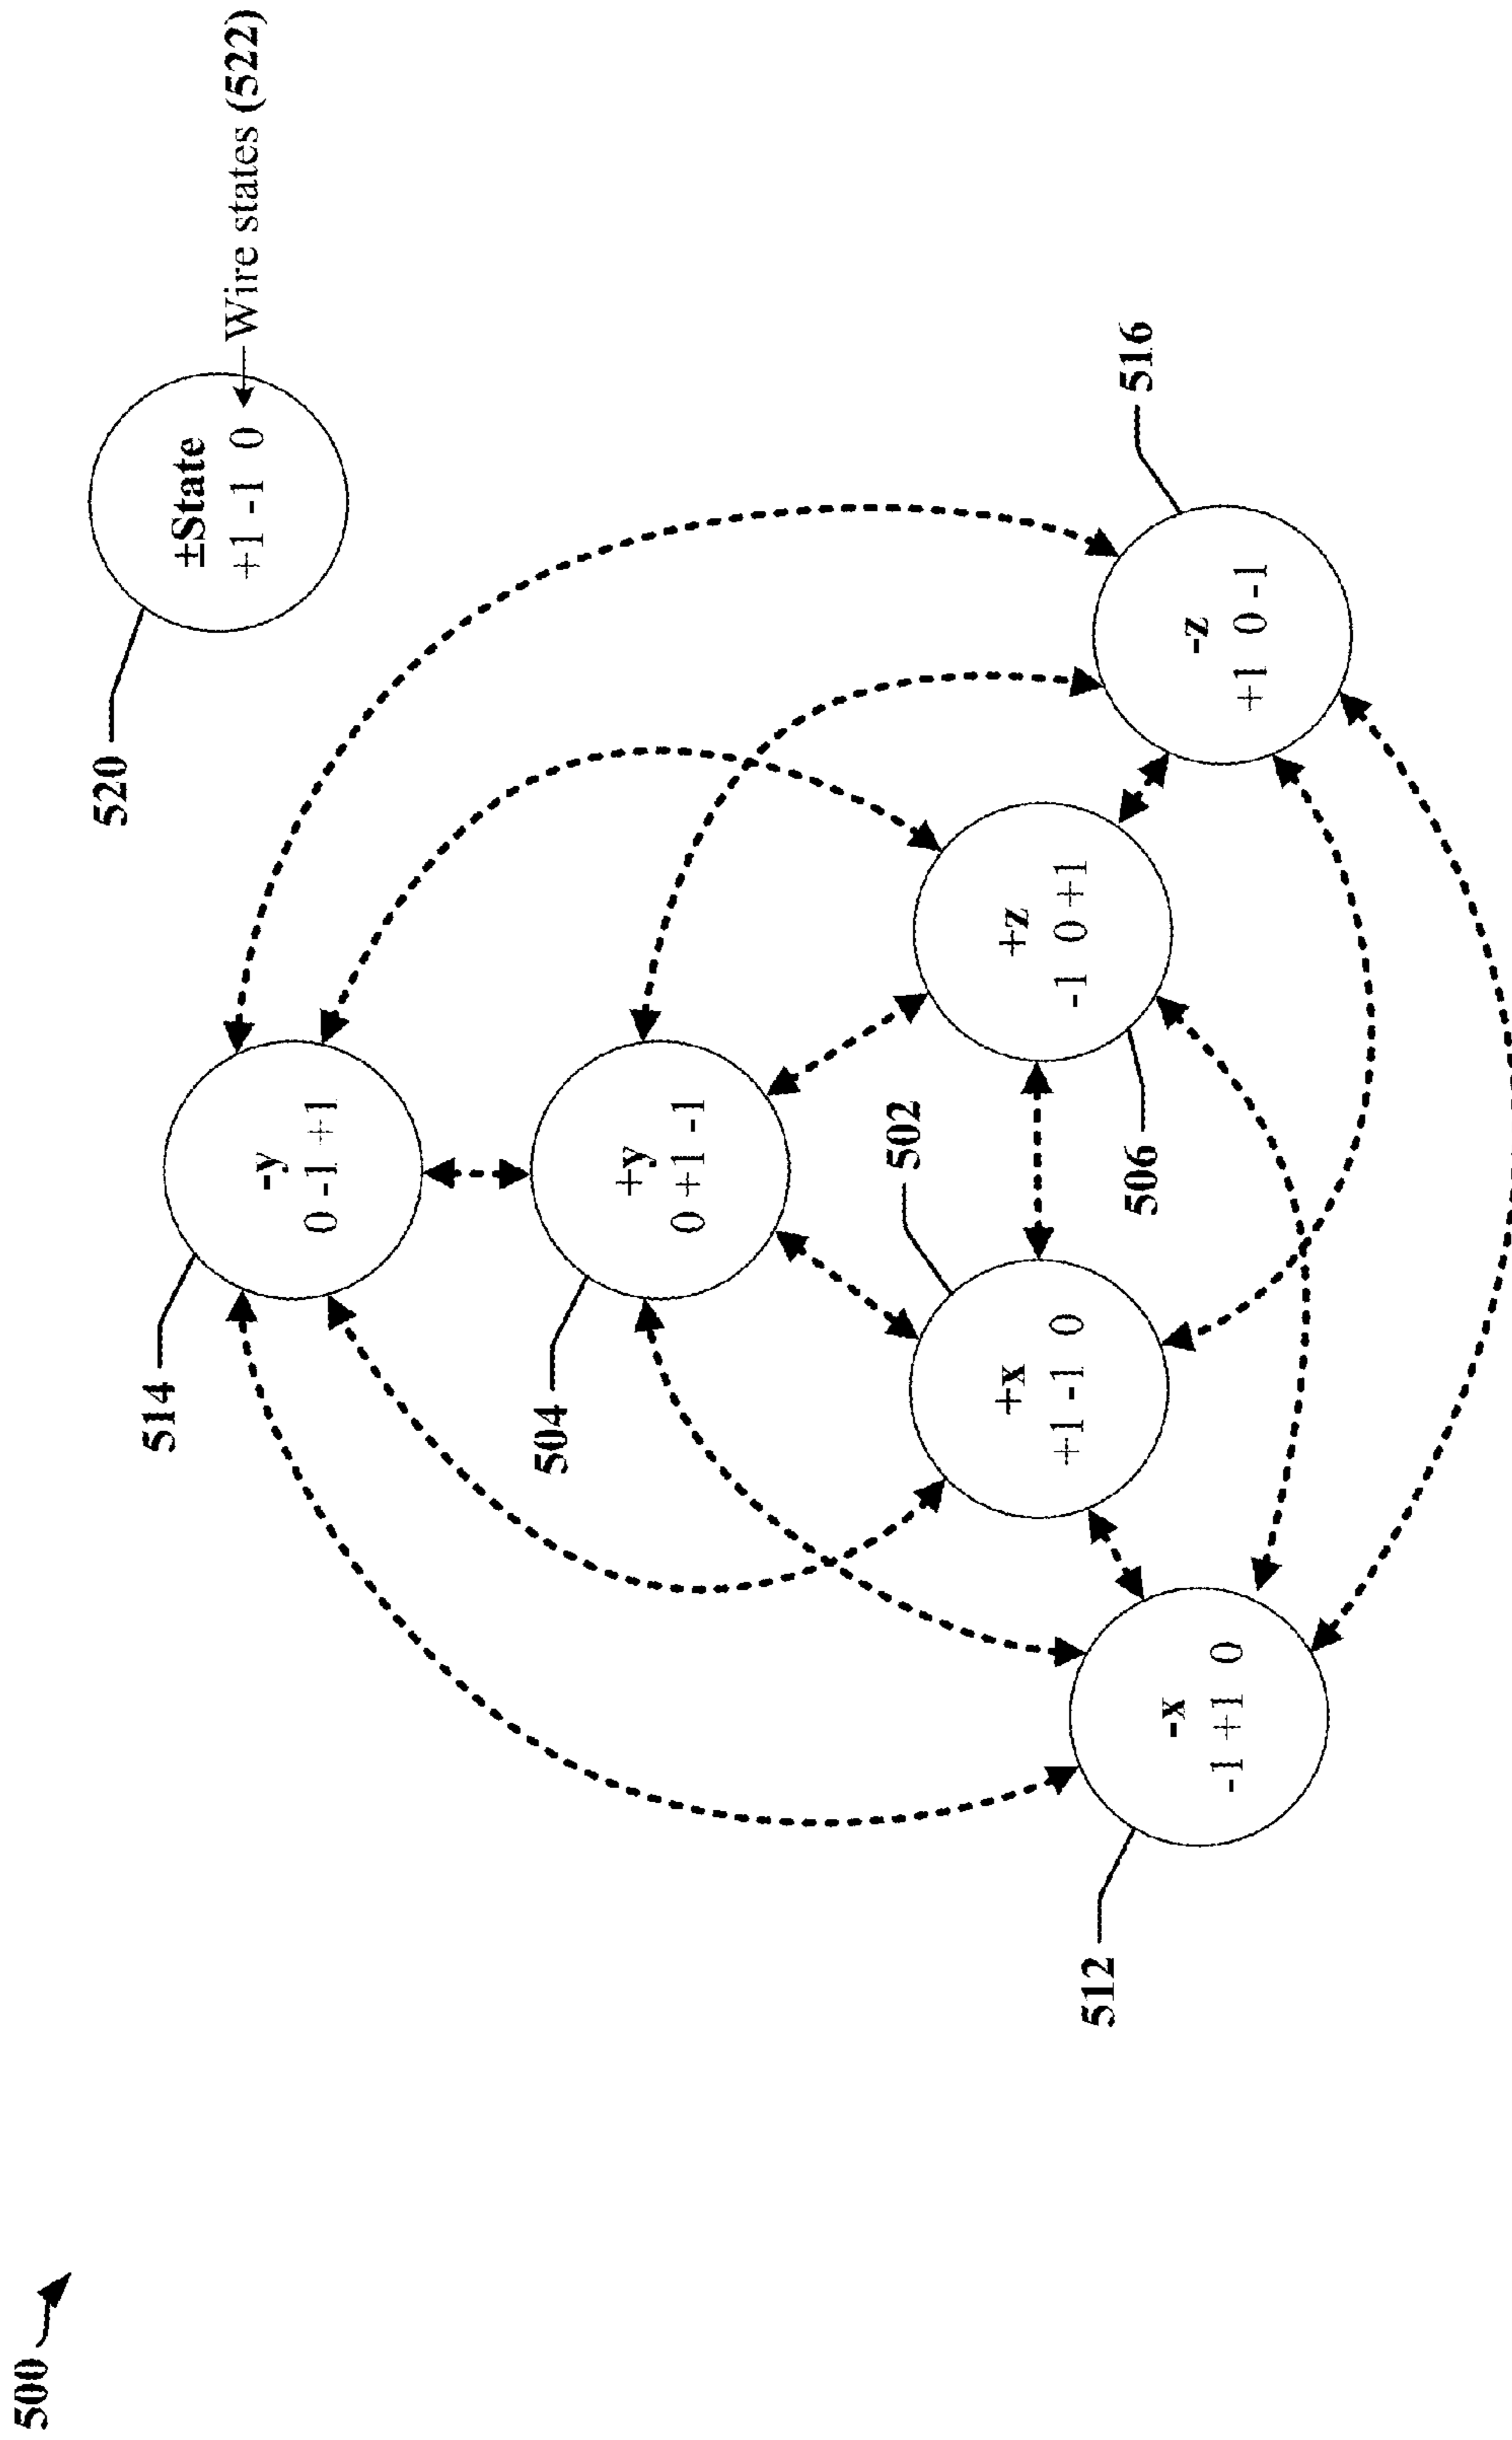 500
520
±State
+1 -1 0
Wire states (522)
514
-y
0 -1 +1
504
+y
0 +1 -1
502
+x
+1 -1 0
506
+z
-1 0 +1
516
-z
+1 0 -1
512
-x
-1 +1 0